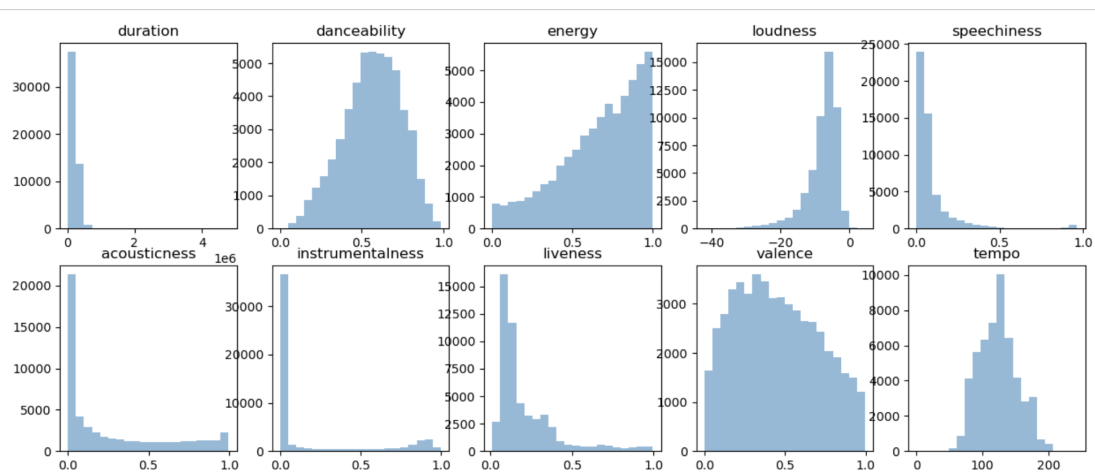 duration danceability energy loudness speechiness
30000 20000 10000 0
5000 4000 3000 2000 1000 0
5000 4000 3000 2000 1000 0
15000 12500 10000 7500 5000 2500 0
25000 20000 15000 10000 5000 0
0 2 4 0.0 0.5 1.0 0.0 0.5 1.0 −40 −20 0 0.0 0.5 1.0
1e6
acousticness instrumentalness liveness valence tempo
20000 15000 10000 5000 0
30000 20000 10000 0
15000 12500 10000 7500 5000 2500 0
3000 2000 1000 0
10000 8000 6000 4000 2000 0
0.0 0.5 1.0 0.0 0.5 1.0 0.0 0.5 1.0 0.0 0.5 1.0 0 100 200